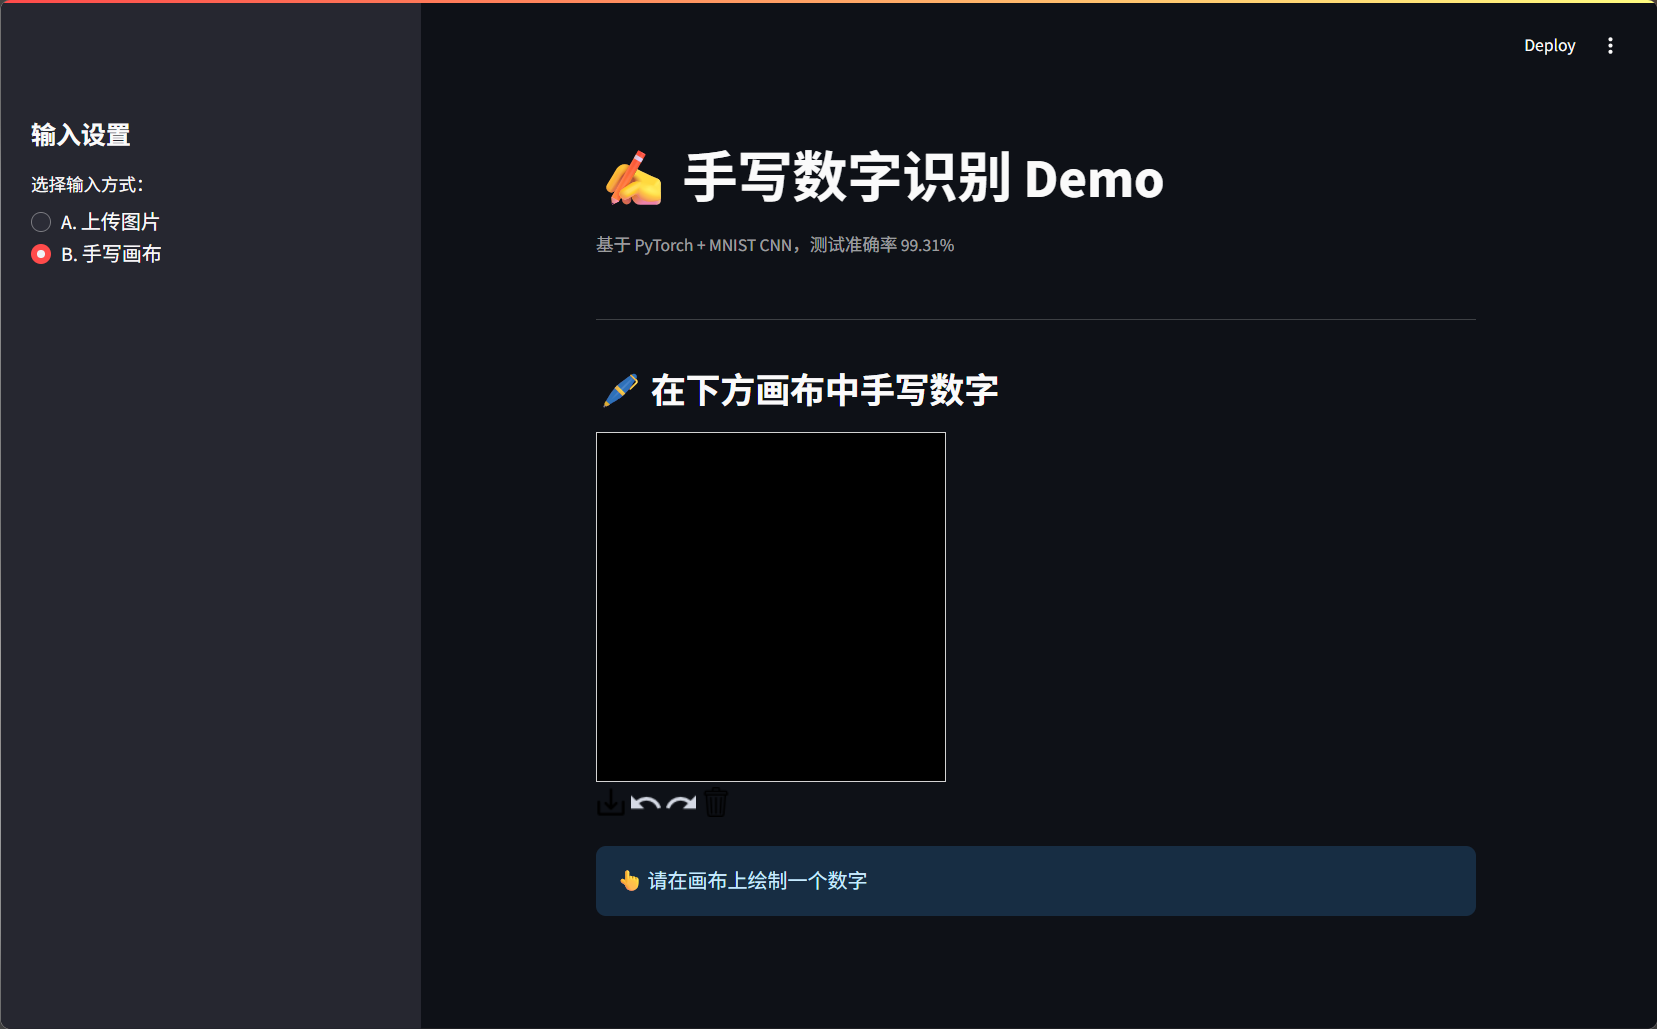 Deploy
输入设置
选择输入方式：
A. 上传图片
B. 手写画布
✍️ 手写数字识别 Demo
基于 PyTorch + MNIST CNN，测试准确率 99.31%
🖊️ 在下方画布中手写数字
👆 请在画布上绘制一个数字